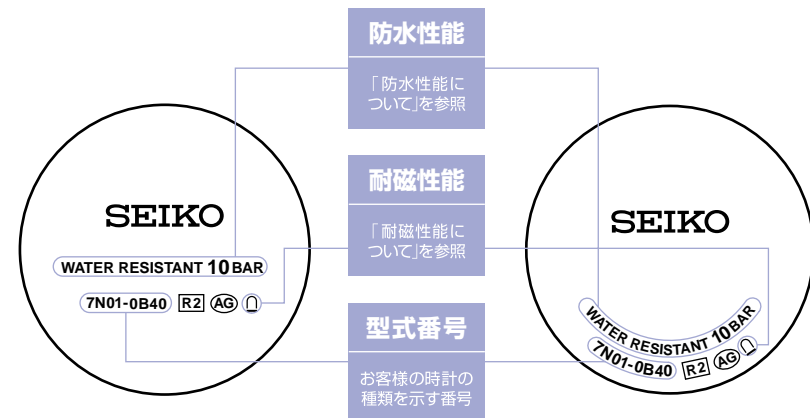 防水性能
「防水性能に
ついて」を参照
耐磁性能
「耐磁性能に
ついて」を参照
型式番号
お客様の時計の
種類を示す番号
SEIKO
WATER RESISTANT 10 BAR
7N01-0B40 R2 AG
SEIKO
WATER RESISTANT 10 BAR
7N01-0B40 R2 AG